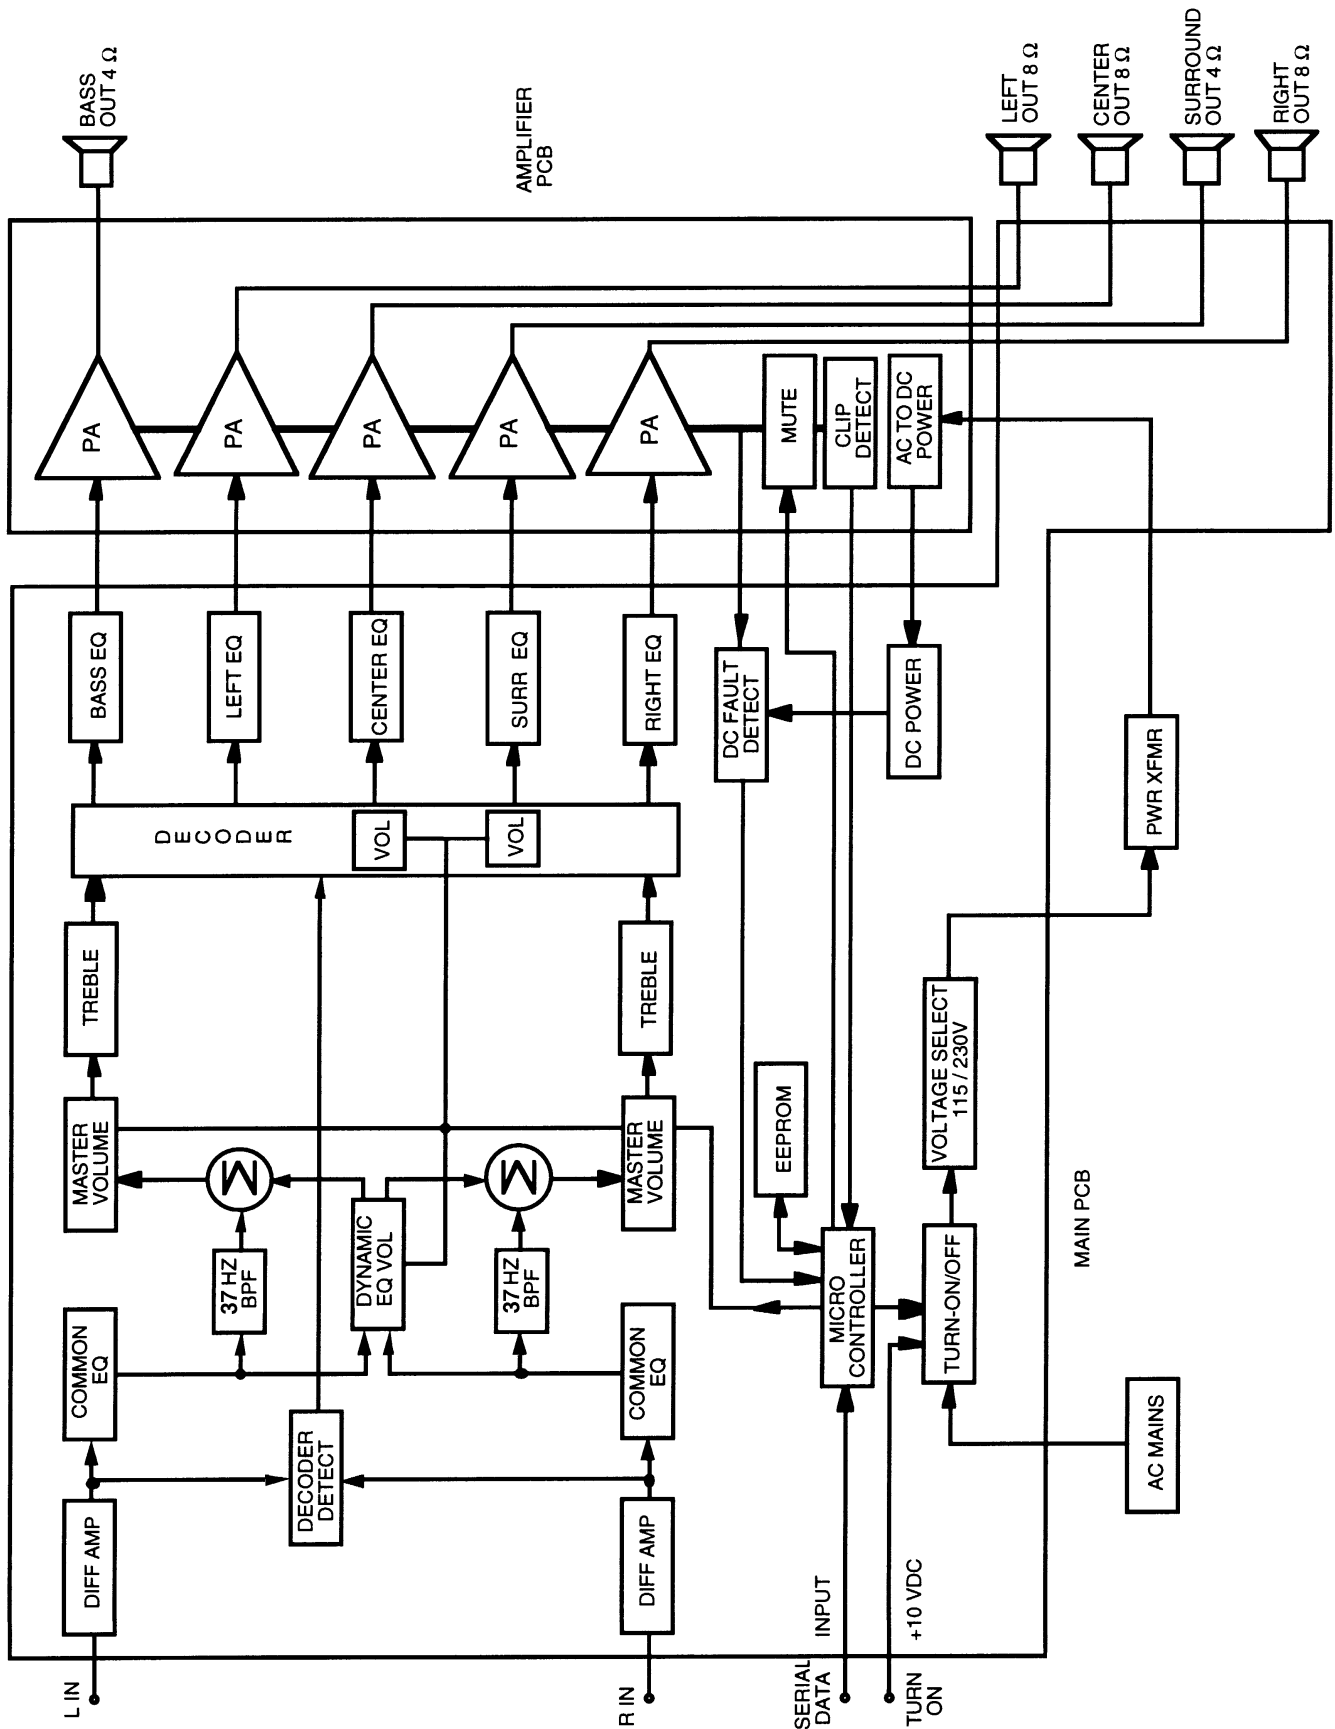 L IN
DIFF AMP
COMMON
EQ
37 HZ
BPF
Σ
MASTER
VOLUME
TREBLE
DECODER
DETECT
DYNAMIC
EQ VOL
R IN
DIFF AMP
COMMON
EQ
37 HZ
BPF
Σ
MASTER
VOLUME
TREBLE
DECODER
VOL
VOL
BASS EQ
LEFT EQ
CENTER EQ
SURR EQ
RIGHT EQ
PA
PA
PA
PA
PA
BASS
OUT 4 Ω
AMPLIFIER
PCB
LEFT
OUT 8 Ω
CENTER
OUT 8 Ω
SURROUND
OUT 4 Ω
RIGHT
OUT 8 Ω
MUTE
CLIP
DETECT
AC TO DC
POWER
DC FAULT
DETECT
DC POWER
EEPROM
SERIAL
DATA
INPUT
MICRO
CONTROLLER
TURN
ON
+10 VDC
TURN-ON/OFF
VOLTAGE SELECT
115 / 230V
AC MAINS
MAIN PCB
PWR XFMR